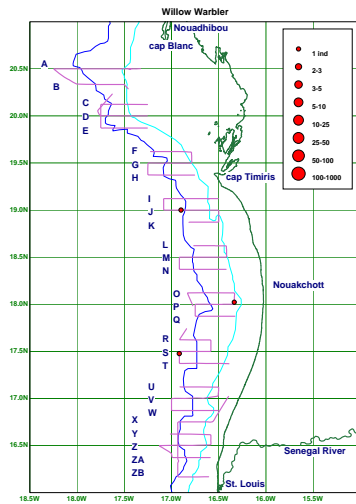 Willow Warbler
Nouadhibou
cap Blanc
1 ind
2-3
3-5
5-10
10-25
25-50
50-100
100-1000
20.5N
A
B
C
20.0N
D
E
19.5N
F
G
H
cap Timiris
I
19.0N
J
K
L
18.5N
M
N
Nouakchott
O
18.0N
P
Q
R
17.5N
S
T
U
17.0N
V
W
X
Y
16.5N
Z
Senegal River
ZA
ZB
St. Louis
18.5W 18.0W 17.5W 17.0W 16.5W 16.0W 15.5W